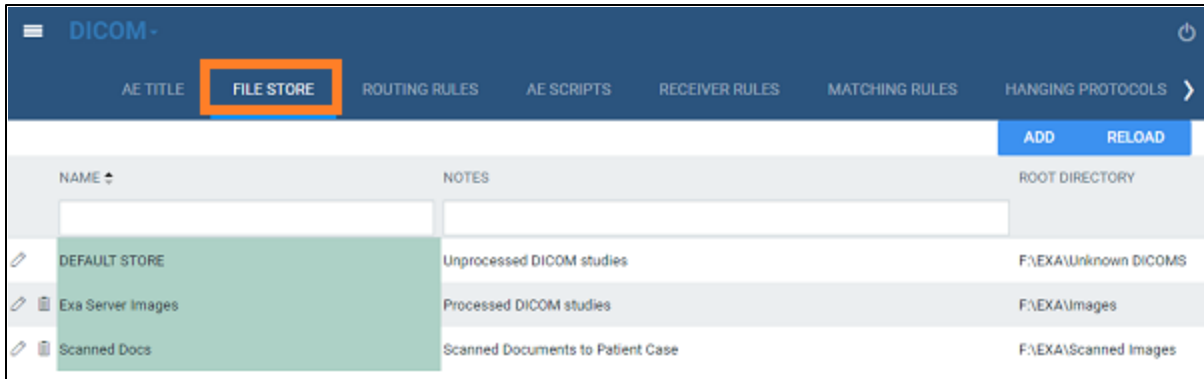 DICOM
AE TITLE FILE STORE ROUTING RULES AE SCRIPTS RECEIVER RULES MATCHING RULES HANGING PROTOCOLS
ADD RELOAD
NAME NOTES ROOT DIRECTORY
DEFAULT STORE Unprocessed DICOM studies F:\EXA\Unknown DICOMS
Exa Server Images Processed DICOM studies F:\EXA\Images
Scanned Docs Scanned Documents to Patient Case F:\EXA\Scanned Images